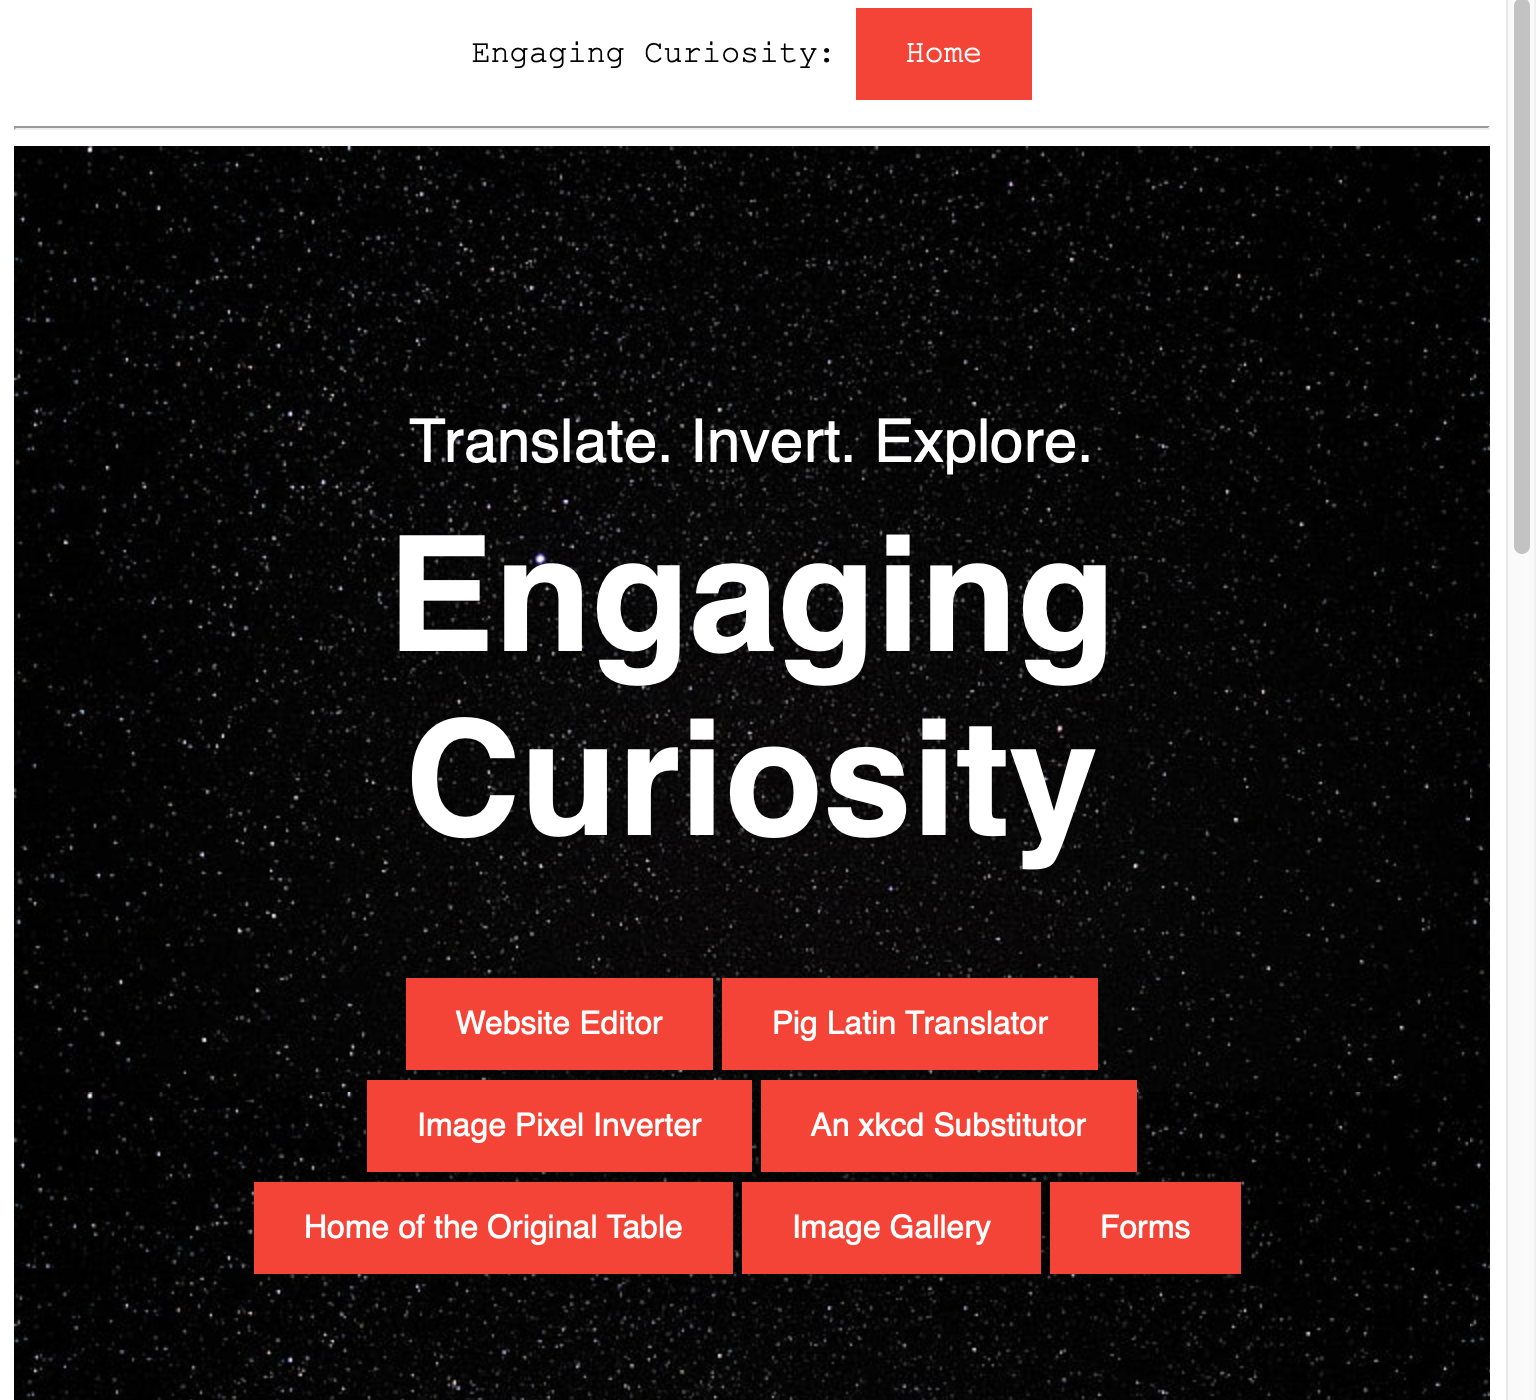 Engaging Curiosity: Home
Translate. Invert. Explore.
Engaging
Curiosity
Website Editor Pig Latin Translator
Image Pixel Inverter An xkcd Substitutor
Home of the Original Table Image Gallery Forms